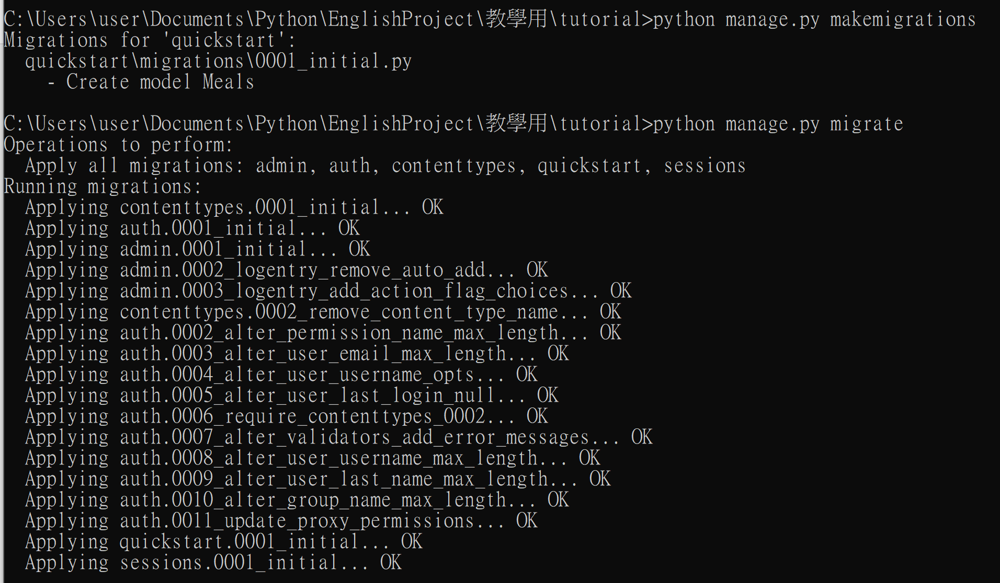 C:\Users\user\Documents\Python\EnglishProject\教學用\tutorial>python manage.py makemigrations
Migrations for 'quickstart':
  quickstart\migrations\0001_initial.py
    - Create model Meals

C:\Users\user\Documents\Python\EnglishProject\教學用\tutorial>python manage.py migrate
Operations to perform:
  Apply all migrations: admin, auth, contenttypes, quickstart, sessions
Running migrations:
  Applying contenttypes.0001_initial... OK
  Applying auth.0001_initial... OK
  Applying admin.0001_initial... OK
  Applying admin.0002_logentry_remove_auto_add... OK
  Applying admin.0003_logentry_add_action_flag_choices... OK
  Applying contenttypes.0002_remove_content_type_name... OK
  Applying auth.0002_alter_permission_name_max_length... OK
  Applying auth.0003_alter_user_email_max_length... OK
  Applying auth.0004_alter_user_username_opts... OK
  Applying auth.0005_alter_user_last_login_null... OK
  Applying auth.0006_require_contenttypes_0002... OK
  Applying auth.0007_alter_validators_add_error_messages... OK
  Applying auth.0008_alter_user_username_max_length... OK
  Applying auth.0009_alter_user_last_name_max_length... OK
  Applying auth.0010_alter_group_name_max_length... OK
  Applying auth.0011_update_proxy_permissions... OK
  Applying quickstart.0001_initial... OK
  Applying sessions.0001_initial... OK